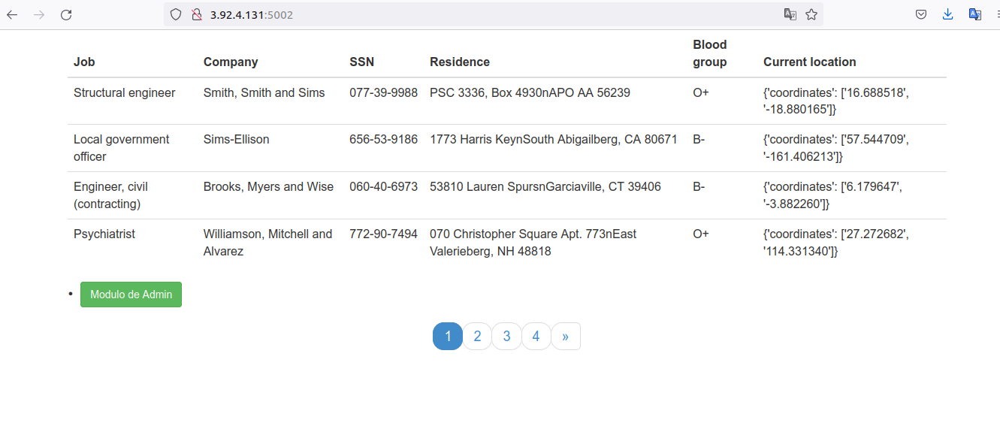 3.92.4.131:5002
Job Company SSN Residence Blood group Current location
Structural engineer Smith, Smith and Sims 077-39-9988 PSC 3336, Box 4930nAPO AA 56239 O+ {'coordinates': ['16.688518', '-18.880165']}
Local government officer Sims-Ellison 656-53-9186 1773 Harris KeynSouth Abigailberg, CA 80671 B- {'coordinates': ['57.544709', '-161.406213']}
Engineer, civil (contracting) Brooks, Myers and Wise 060-40-6973 53810 Lauren SpursnGarciaville, CT 39406 B- {'coordinates': ['6.179647', '-3.882260']}
Psychiatrist Williamson, Mitchell and Alvarez 772-90-7494 070 Christopher Square Apt. 773nEast Valerieberg, NH 48818 O+ {'coordinates': ['27.272682', '114.331340']}
• Modulo de Admin
1 2 3 4 »